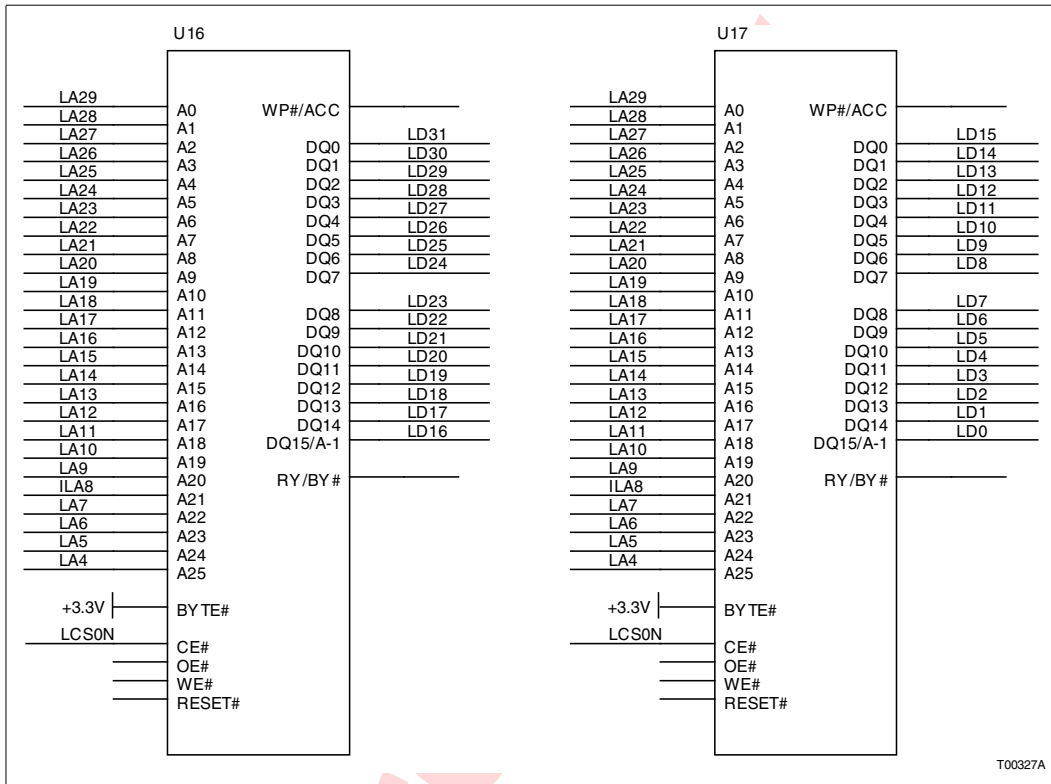 U16
LA29 A0 WP#/ACC
LA28 A1
LA27 A2 DQ0 LD31
LA26 A3 DQ1 LD30
LA25 A4 DQ2 LD29
LA24 A5 DQ3 LD28
LA23 A6 DQ4 LD27
LA22 A7 DQ5 LD26
LA21 A8 DQ6 LD25
LA20 A9 DQ7 LD24
LA19 A10
LA18 A11 DQ8 LD23
LA17 A12 DQ9 LD22
LA16 A13 DQ10 LD21
LA15 A14 DQ11 LD20
LA14 A15 DQ12 LD19
LA13 A16 DQ13 LD18
LA12 A17 DQ14 LD17
LA11 A18 DQ15/A-1 LD16
LA10 A19
LA9 A20 RY/BY#
ILA8 A21
LA7 A22
LA6 A23
LA5 A24
LA4 A25
+3.3V BYTE#
LCS0N CE#
OE#
WE#
RESET#
U17
LA29 A0 WP#/ACC
LA28 A1
LA27 A2 DQ0 LD15
LA26 A3 DQ1 LD14
LA25 A4 DQ2 LD13
LA24 A5 DQ3 LD12
LA23 A6 DQ4 LD11
LA22 A7 DQ5 LD10
LA21 A8 DQ6 LD9
LA20 A9 DQ7 LD8
LA19 A10
LA18 A11 DQ8 LD7
LA17 A12 DQ9 LD6
LA16 A13 DQ10 LD5
LA15 A14 DQ11 LD4
LA14 A15 DQ12 LD3
LA13 A16 DQ13 LD2
LA12 A17 DQ14 LD1
LA11 A18 DQ15/A-1 LD0
LA10 A19
LA9 A20 RY/BY#
ILA8 A21
LA7 A22
LA6 A23
LA5 A24
LA4 A25
+3.3V BYTE#
LCS0N CE#
OE#
WE#
RESET#
T00327A